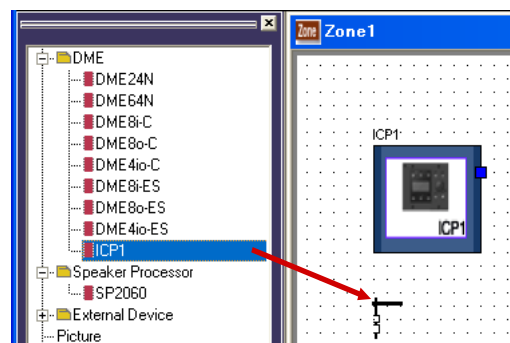 DME
DME24N
DME64N
DME8i-C
DME8o-C
DME4io-C
DME8i-ES
DME8o-ES
DME4io-ES
ICP1
Speaker Processor
SP2060
External Device
Picture
Zone Zone1
ICP1
ICP1